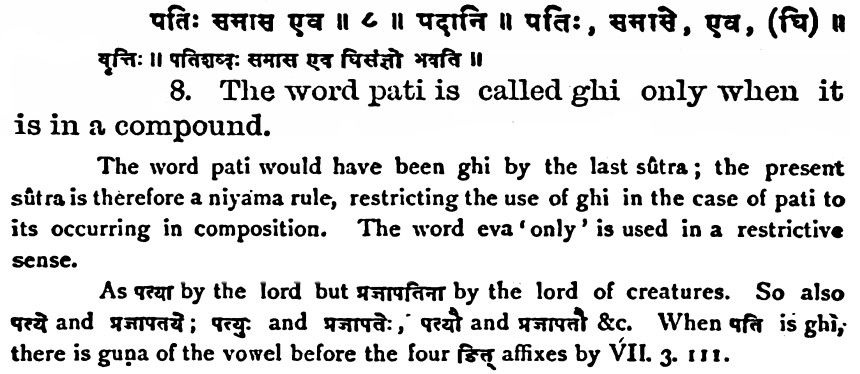 पतिः समास एव ॥ ८ ॥ पदानि ॥ पतिः, समासे, एव, (घि) ॥
वृत्तिः ॥ पतिशब्दः समास एव घिसंज्ञो भवति ॥
8. The word pati is called ghi only when it
is in a compound.
The word pati would have been ghi by the last sûtra; the present
sûtra is therefore a niyama rule, restricting the use of ghi in the case of pati to
its occurring in composition. The word eva 'only' is used in a restrictive
sense.
As पत्या by the lord but प्रजापतिना by the lord of creatures. So also
पत्ये and प्रजापतये; पत्युः and प्रजापतेः, पत्यौ and प्रजापतौ &c. When पति is ghi,
there is guṇa of the vowel before the four ङित् affixes by VII. 3. 111.